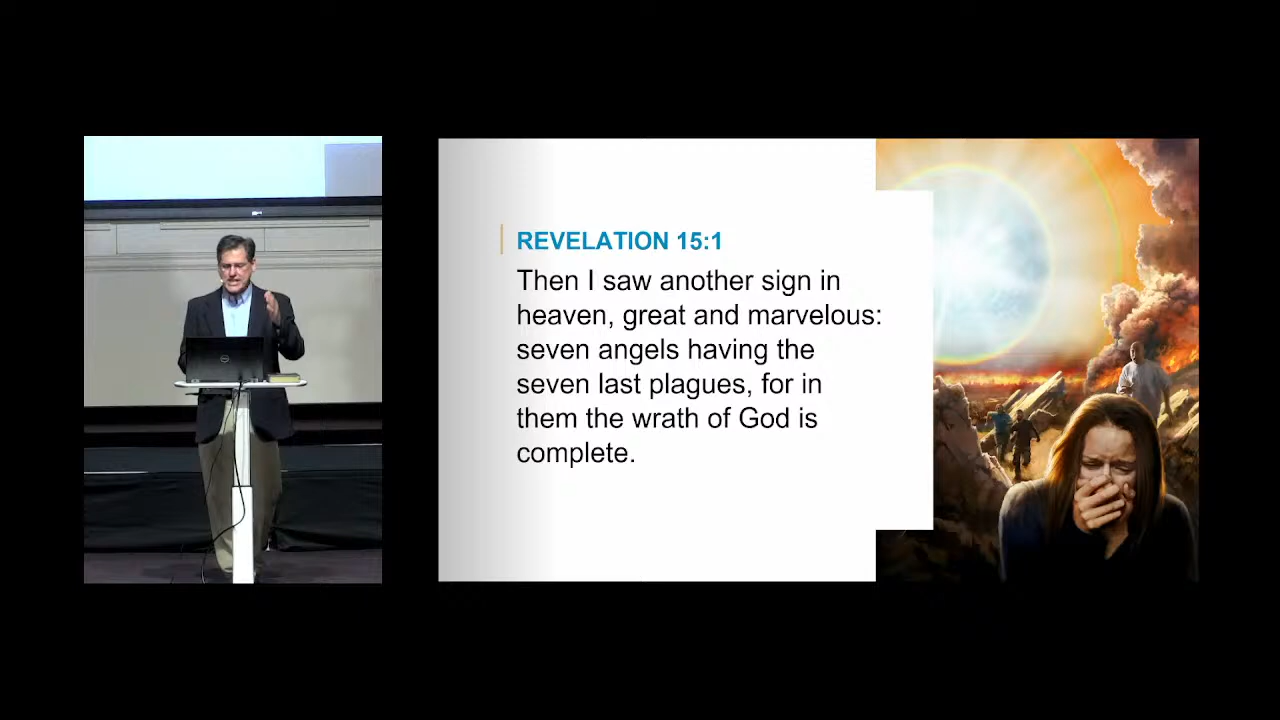 REVELATION 15:1
Then I saw another sign in
heaven, great and marvelous:
seven angels having the
seven last plagues, for in
them the wrath of God is
complete.